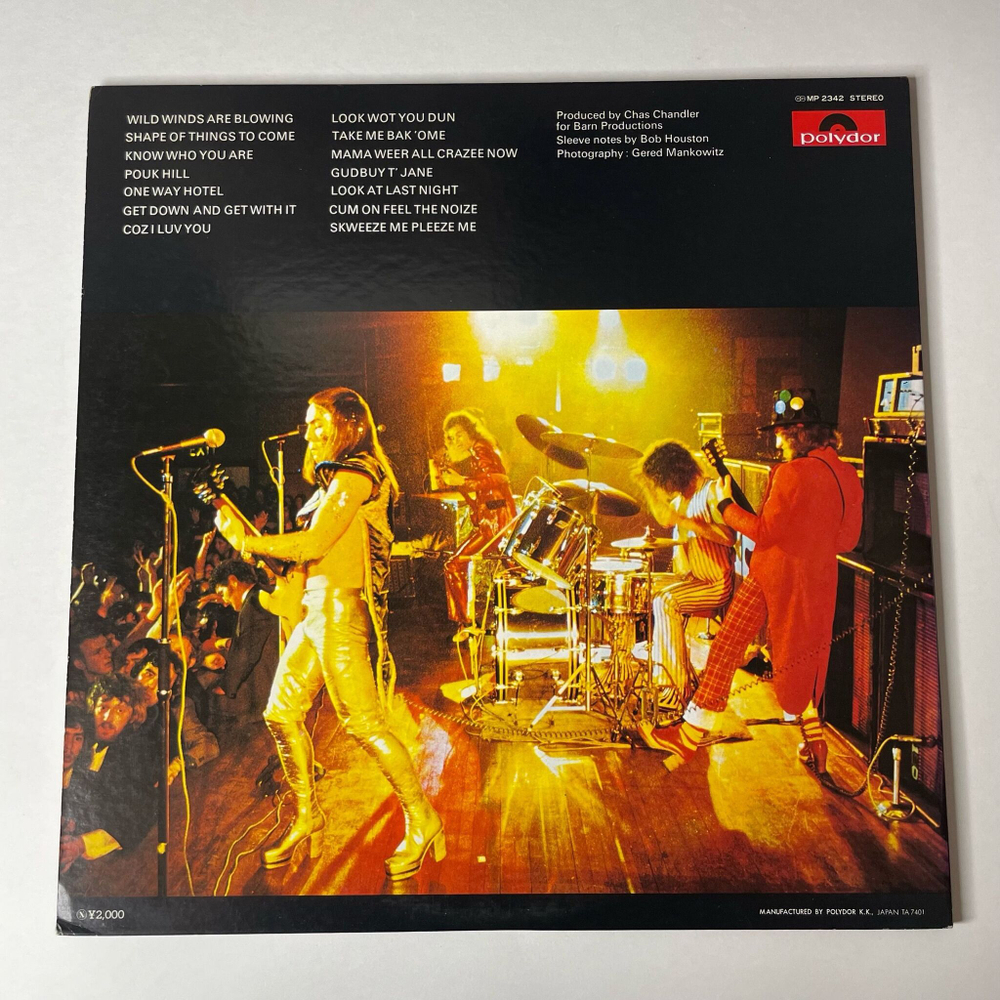 WILD WINDS ARE BLOWING
SHAPE OF THINGS TO COME
KNOW WHO YOU ARE
POUK HILL
ONE WAY HOTEL
GET DOWN AND GET WITH IT
COZ I LUV YOU
LOOK WOT YOU DUN
TAKE ME BAK 'OME
MAMA WEER ALL CRAZEE NOW
GUDBUY T' JANE
LOOK AT LAST NIGHT
CUM ON FEEL THE NOIZE
SKWEEZE ME PLEEZE ME
Produced by Chas Chandler
for Barn Productions
Sleeve notes by Bob Houston
Photography : Gered Mankowitz
MP 2342 STEREO
polydor
N ¥2,000
MANUFACTURED BY POLYDOR K.K., JAPAN TA 7401